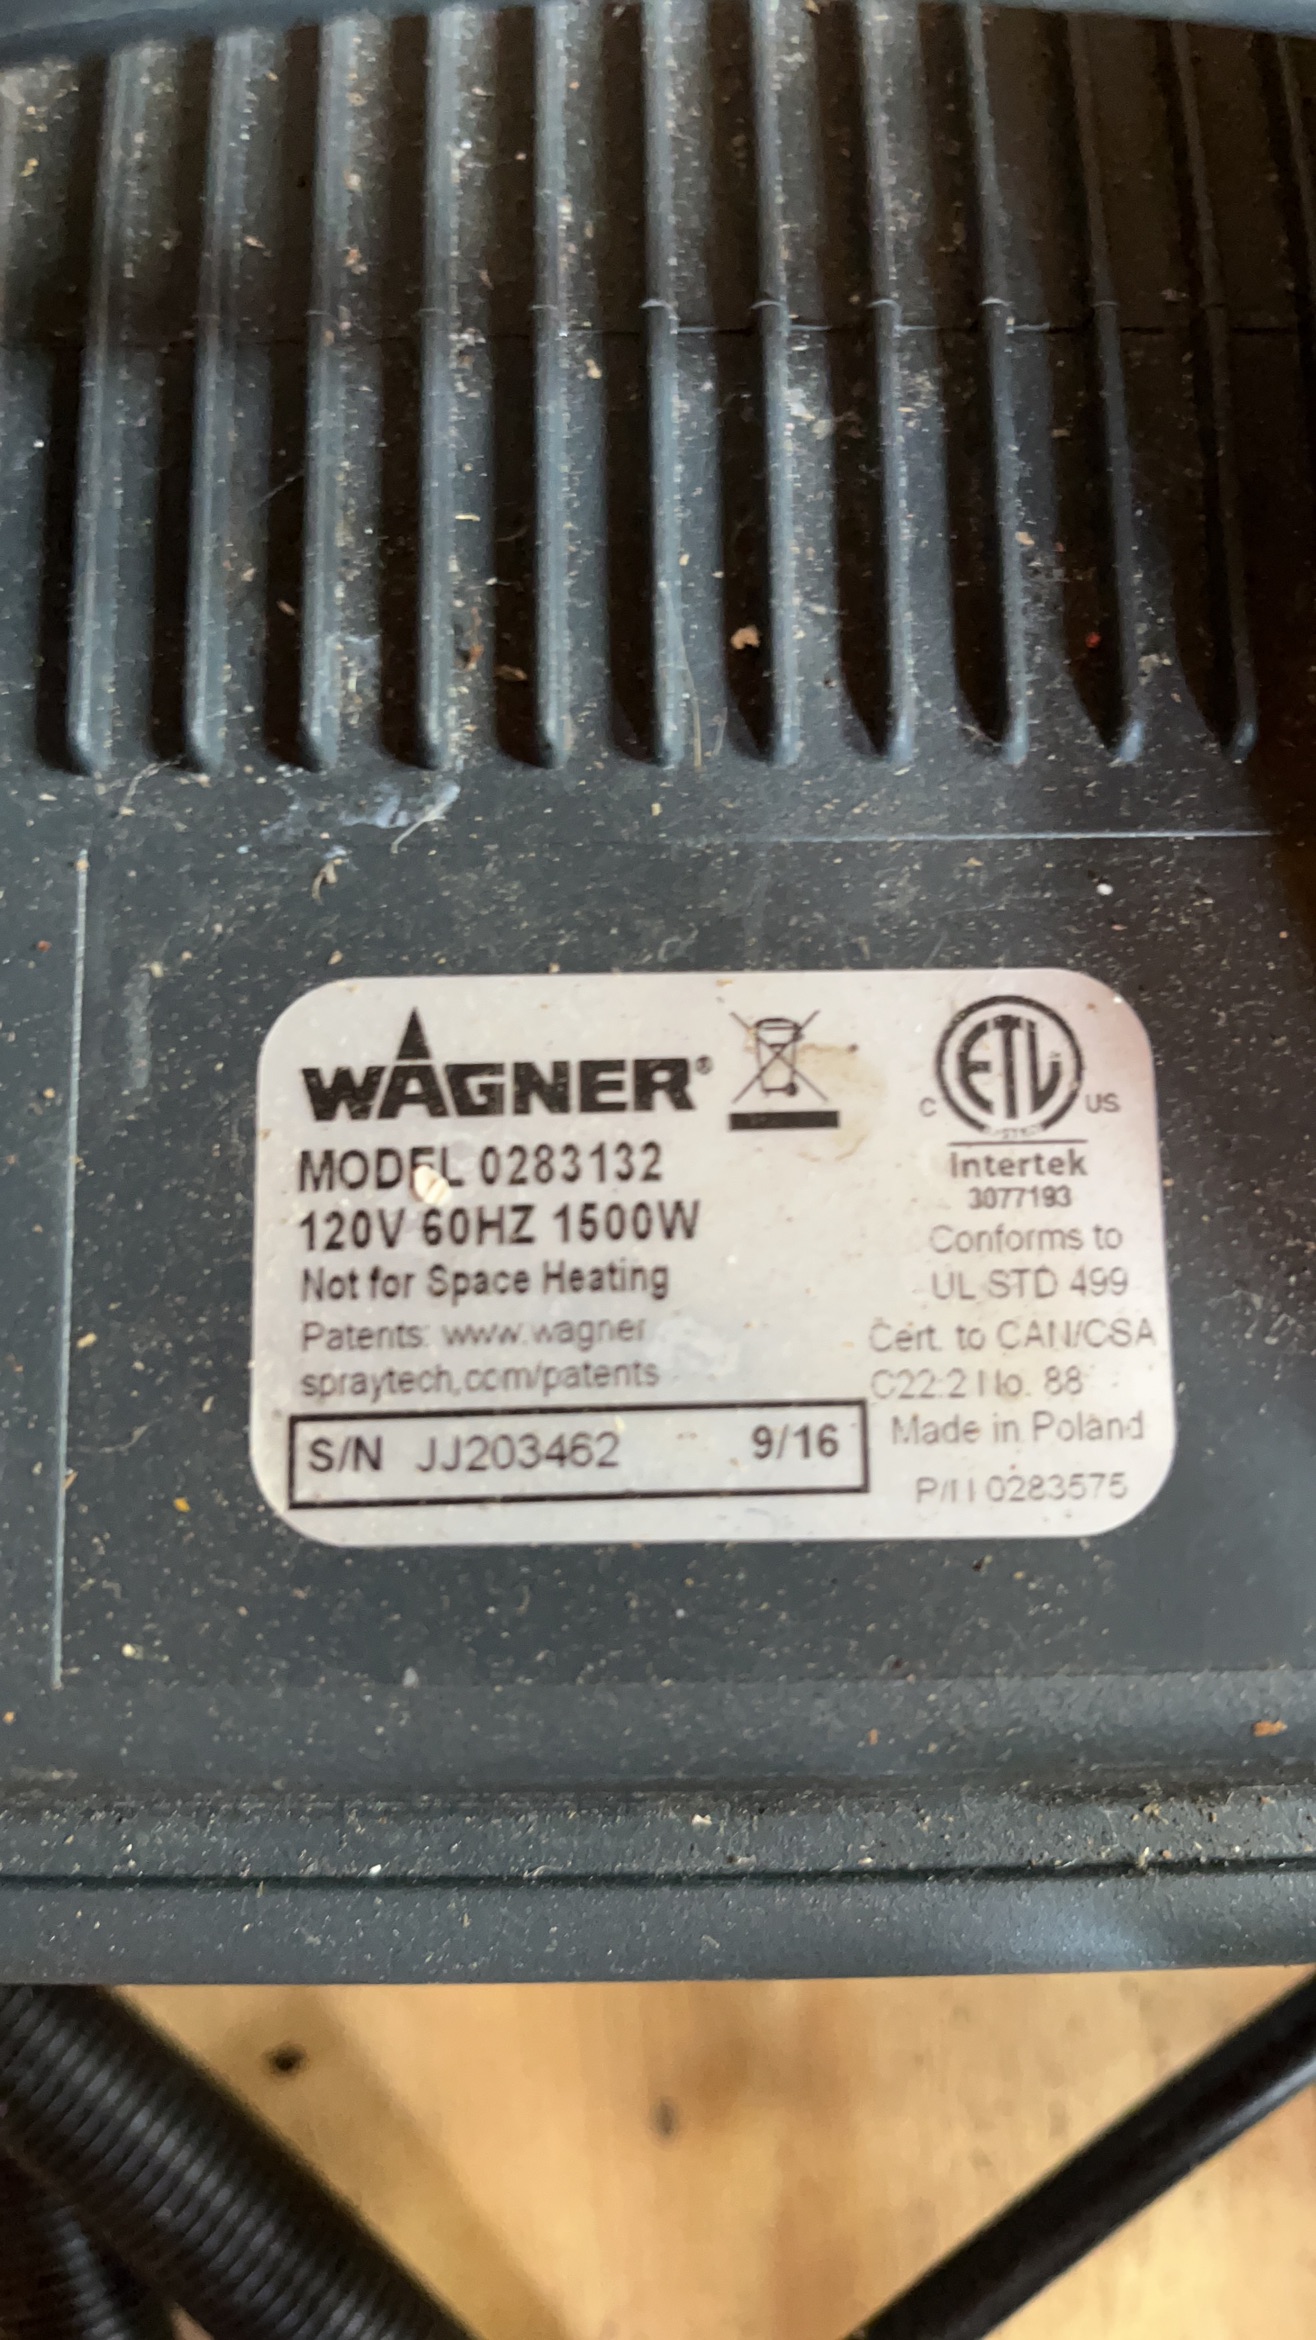 WAGNER®
MODEL 0283132
120V 60HZ 1500W
Not for Space Heating
Patents: www.wagner
spraytech.com/patents
S/N JJ203462 9/16
C ETL US
Intertek
3077193
Conforms to
UL STD 499
Cert. to CAN/CSA
C22.2 No. 88
Made in Poland
P/N 0283575